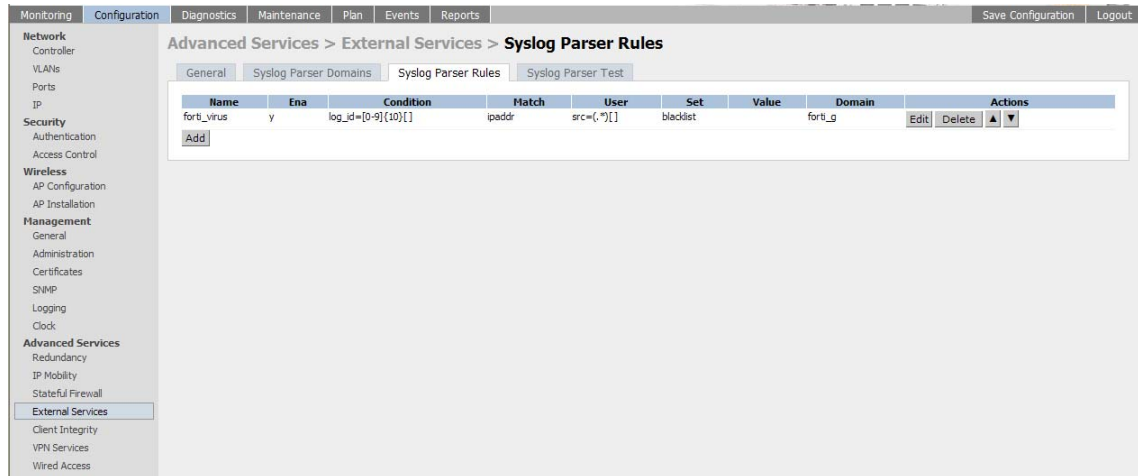 Monitoring Configuration Diagnostics Maintenance Plan Events Reports Save Configuration Logout
Network
Controller
VLANs
Ports
IP
Security
Authentication
Access Control
Wireless
AP Configuration
AP Installation
Management
General
Administration
Certificates
SNMP
Logging
Clock
Advanced Services
Redundancy
IP Mobility
Stateful Firewall
External Services
Client Integrity
VPN Services
Wired Access
Advanced Services > External Services > Syslog Parser Rules
General Syslog Parser Domains Syslog Parser Rules Syslog Parser Test
Name Ena Condition Match User Set Value Domain Actions
forti_virus y log_id=[0-9]{10}[ ] ipaddr src=(.*)[ ] blacklist forti_g Edit Delete ▲ ▼
Add